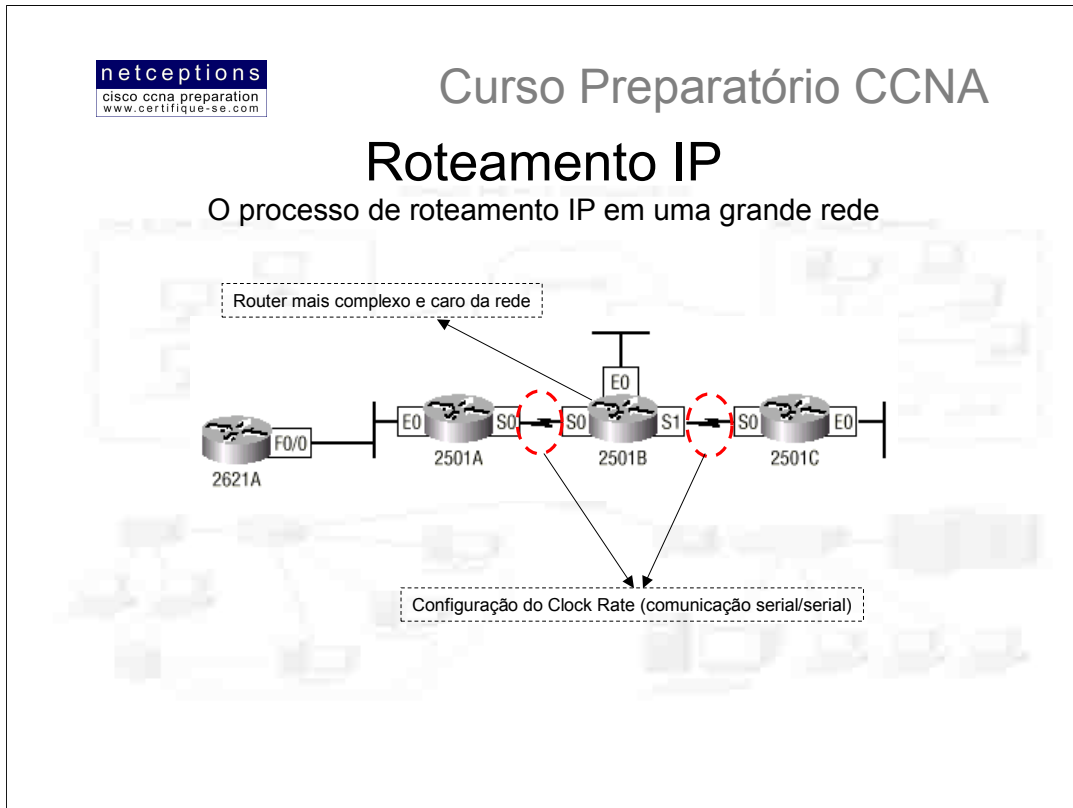 netceptions
cisco ccna preparation
www.certifique-se.com
Curso Preparatório CCNA
Roteamento IP
O processo de roteamento IP em uma grande rede
Router mais complexo e caro da rede
E0
E0
S0
S0
S1
S0
E0
F0/0
2501A
2501B
2501C
2621A
Configuração do Clock Rate (comunicação serial/serial)